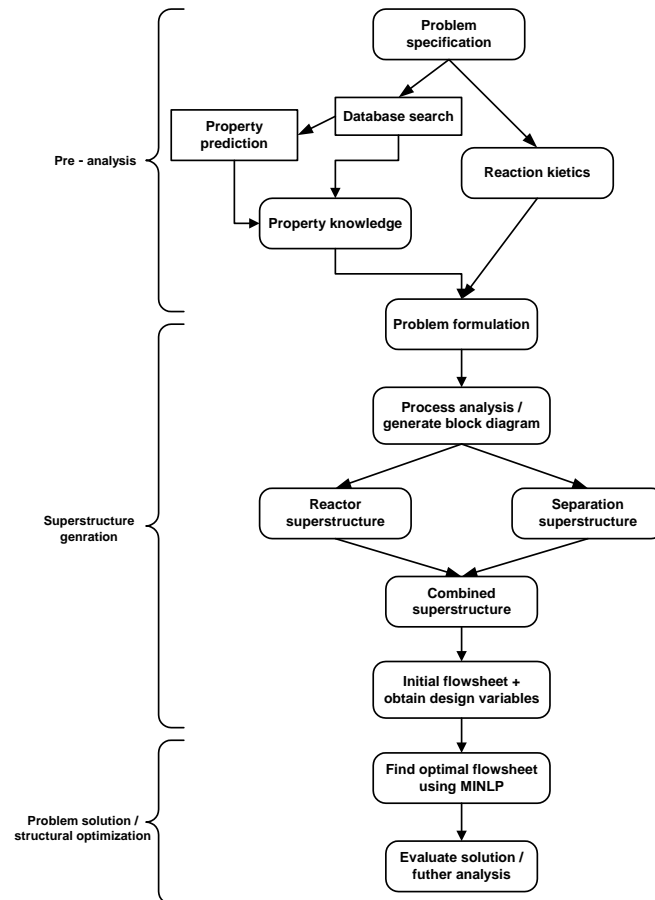 Problem
specification
Database search
Property
prediction
Pre - analysis
Reaction kietics
Property knowledge
Problem formulation
Process analysis /
generate block diagram
Reactor
superstructure
Separation
superstructure
Superstructure
genration
Combined
superstructure
Initial flowsheet +
obtain design variables
Find optimal flowsheet
using MINLP
Problem solution /
structural optimization
Evaluate solution /
futher analysis